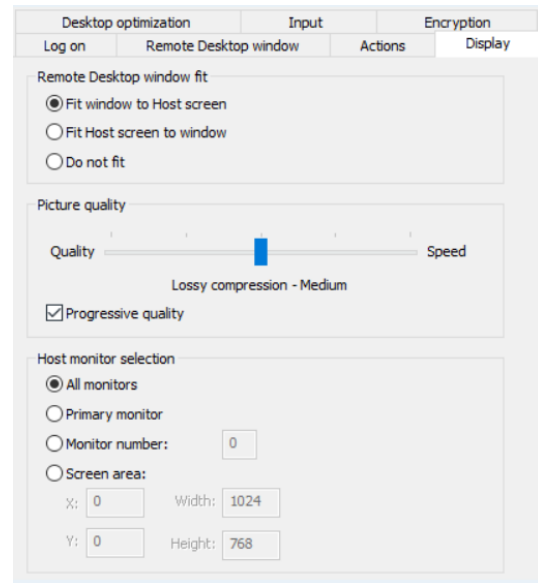 Desktop optimization Input Encryption
Log on Remote Desktop window Actions Display
Remote Desktop window fit
Fit window to Host screen
Fit Host screen to window
Do not fit
Picture quality
Quality Speed
Lossy compression - Medium
Progressive quality
Host monitor selection
All monitors
Primary monitor
Monitor number: 0
Screen area:
X: 0 Width: 1024
Y: 0 Height: 768